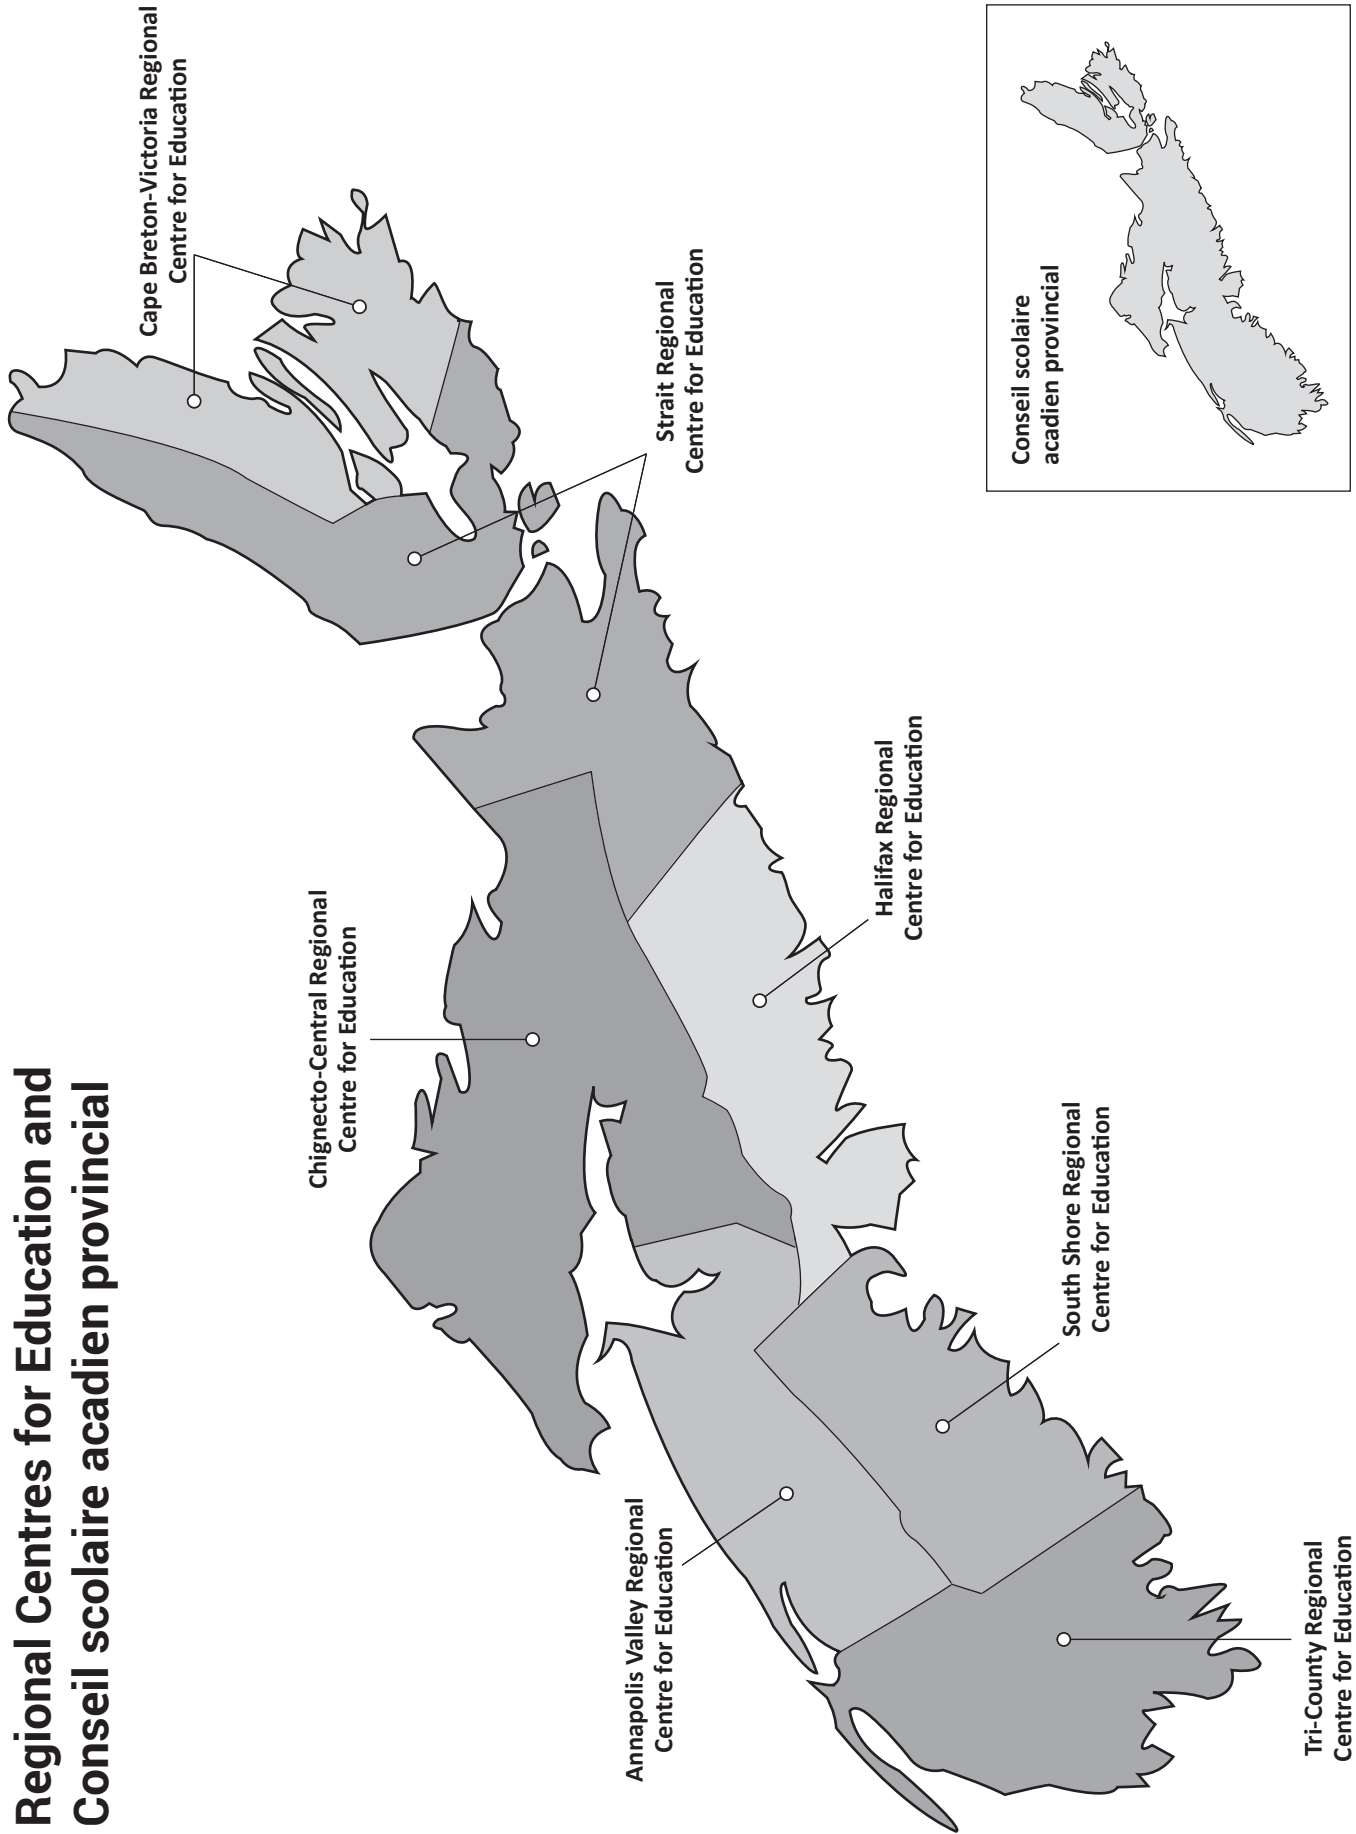 Regional Centres for Education and
Conseil scolaire acadien provincial
Cape Breton-Victoria Regional
Centre for Education
Strait Regional
Centre for Education
Chignecto-Central Regional
Centre for Education
Halifax Regional
Centre for Education
Annapolis Valley Regional
Centre for Education
South Shore Regional
Centre for Education
Tri-County Regional
Centre for Education
Conseil scolaire
acadien provincial